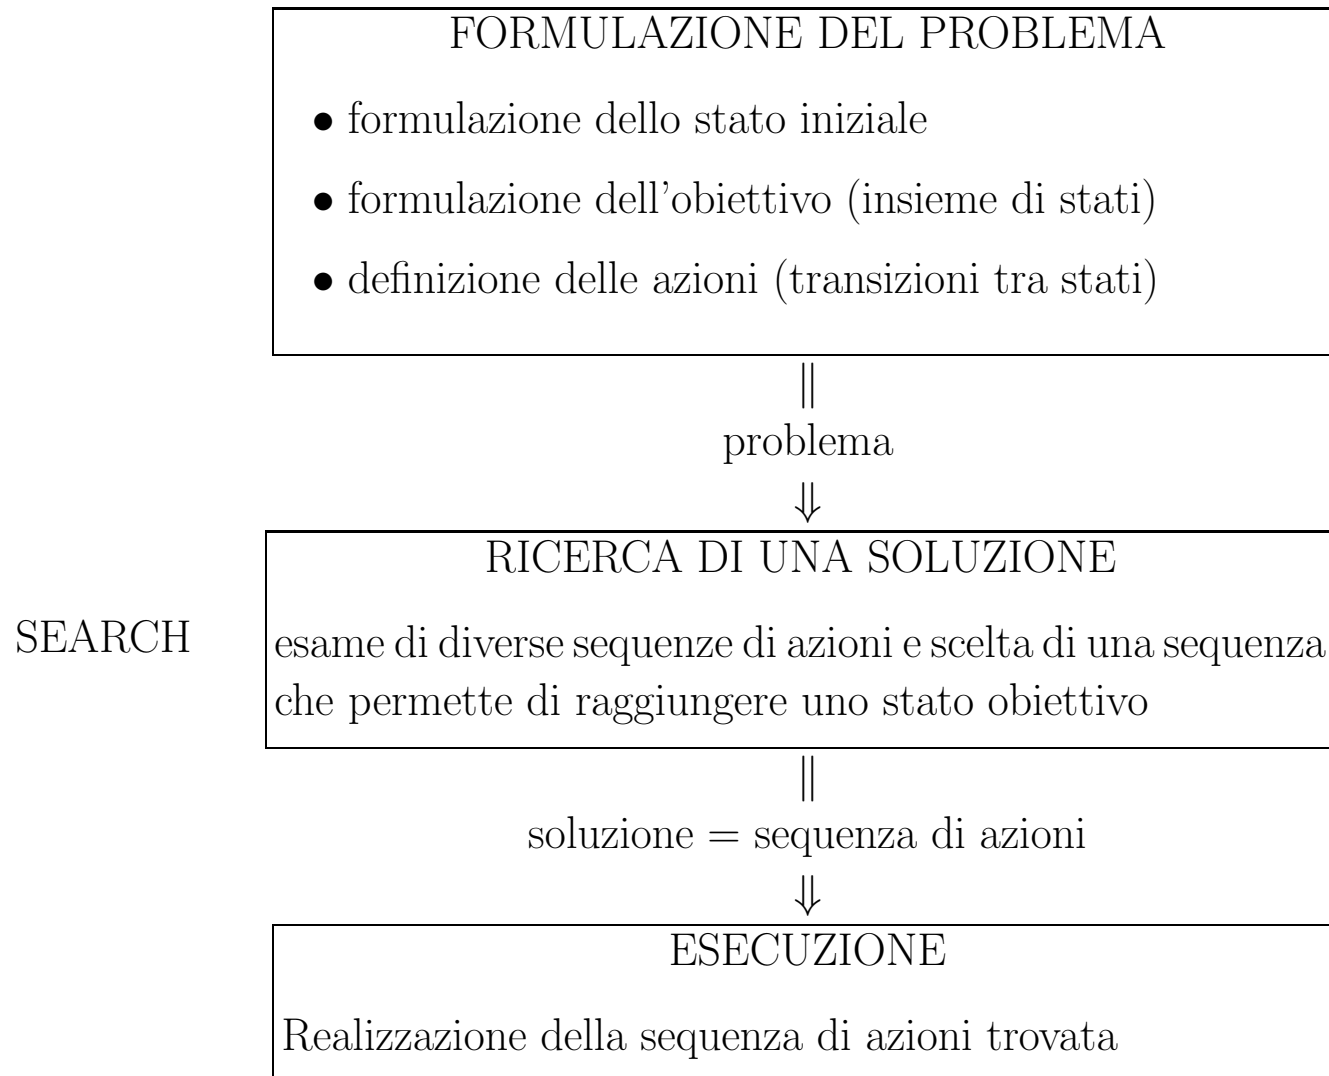 FORMULAZIONE DEL PROBLEMA
• formulazione dello stato iniziale
• formulazione dell'obiettivo (insieme di stati)
• definizione delle azioni (transizioni tra stati)
problema
RICERCA DI UNA SOLUZIONE
SEARCH
esame di diverse sequenze di azioni e scelta di una sequenza
che permette di raggiungere uno stato obiettivo
soluzione = sequenza di azioni
ESECUZIONE
Realizzazione della sequenza di azioni trovata